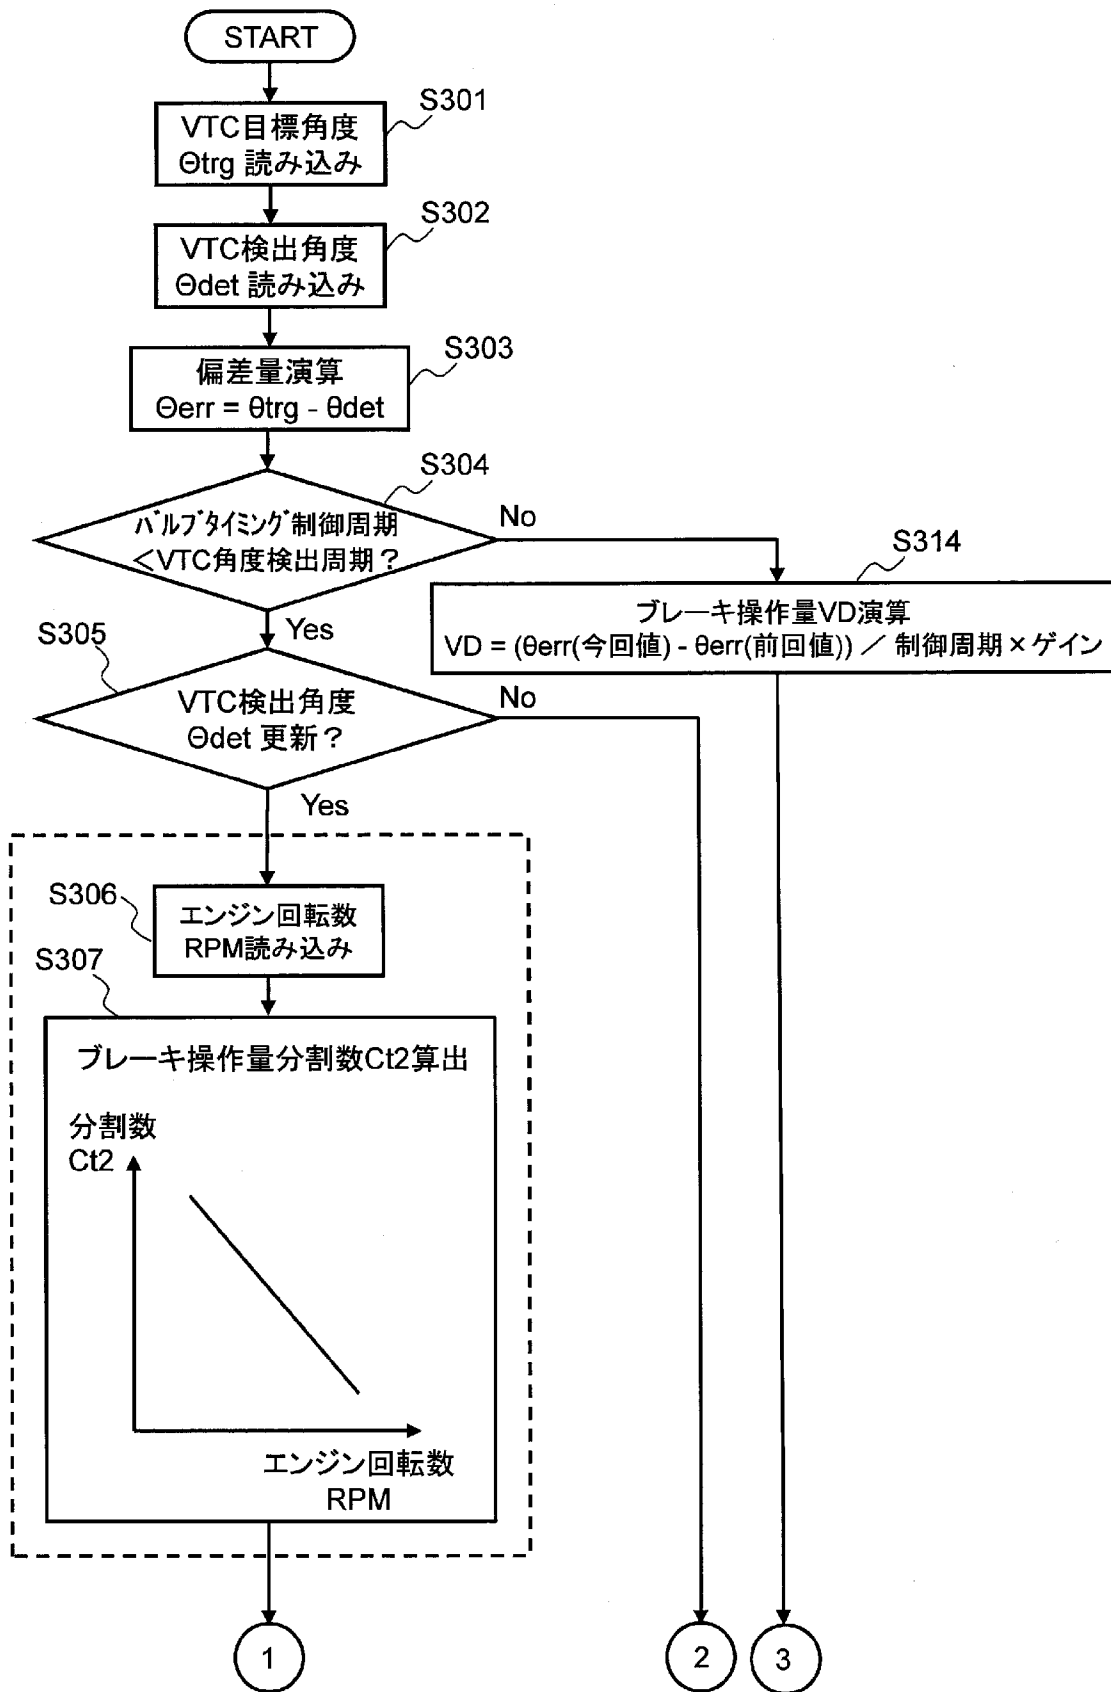 START
S301
VTC目標角度
Θtrg 読み込み
S302
VTC検出角度
Θdet 読み込み
S303
偏差量演算
Θerr = θtrg - θdet
S304
バルブタイミング制御周期
<VTC角度検出周期?
No
Yes
S314
ブレーキ操作量VD演算
VD = (θerr(今回値) - θerr(前回値)) / 制御周期×ゲイン
S305
VTC検出角度
Θdet 更新?
No
Yes
S306
エンジン回転数
RPM読み込み
S307
ブレーキ操作量分割数Ct2算出
分割数
Ct2
エンジン回転数
RPM
1
2
3